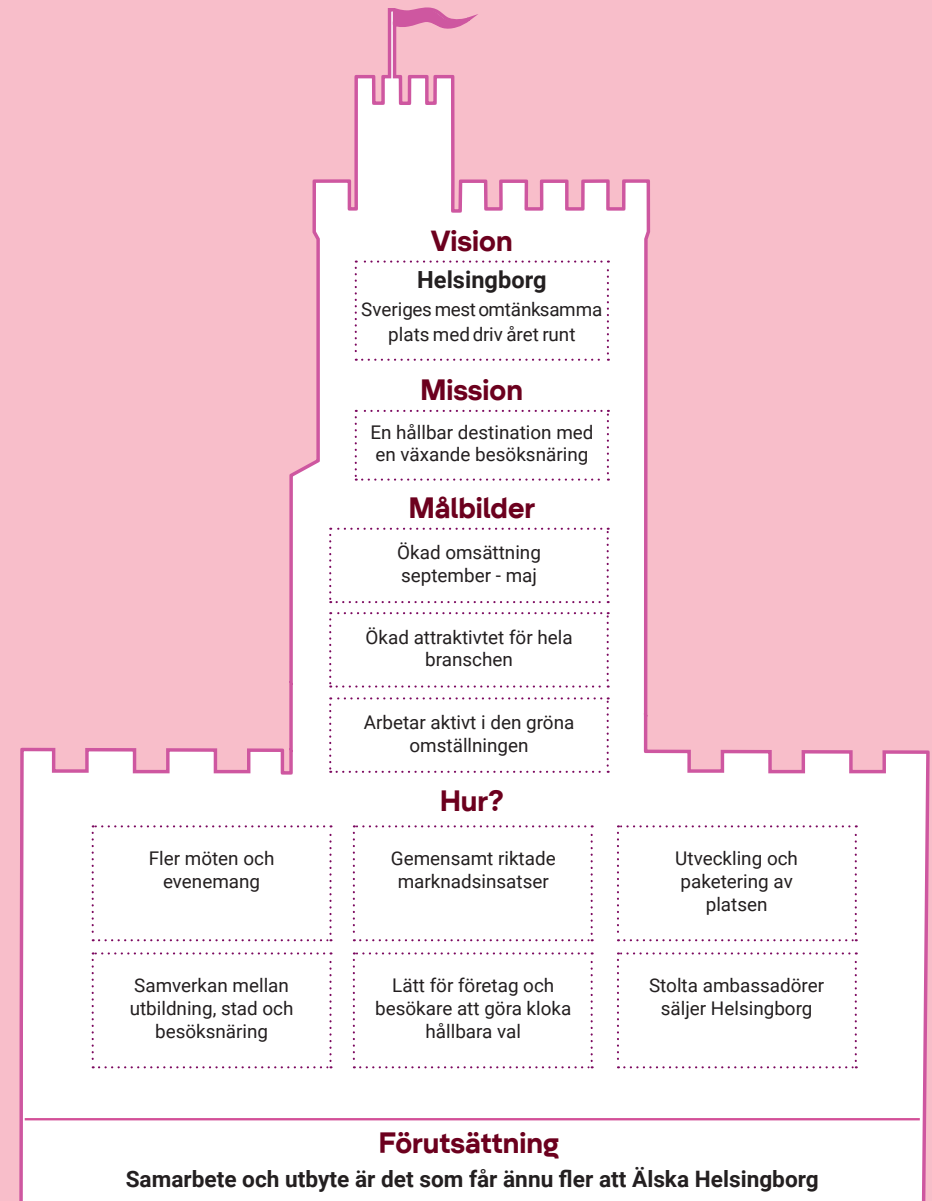 Vision
Helsingborg
Sveriges mest omtänksamma
plats med driv året runt
Mission
En hållbar destination med
en växande besöksnäring
Målbilder
Ökad omsättning
september - maj
Ökad attraktivtet för hela
branschen
Arbetar aktivt i den gröna
omställningen
Hur?
Fler möten och
evenemang
Gemensamt riktade
marknadsinsatser
Utveckling och
paketering av
platsen
Samverkan mellan
utbildning, stad och
besöksnäring
Lätt för företag och
besökare att göra kloka
hållbara val
Stolta ambassadörer
säljer Helsingborg
Förutsättning
Samarbete och utbyte är det som får ännu fler att Älska Helsingborg